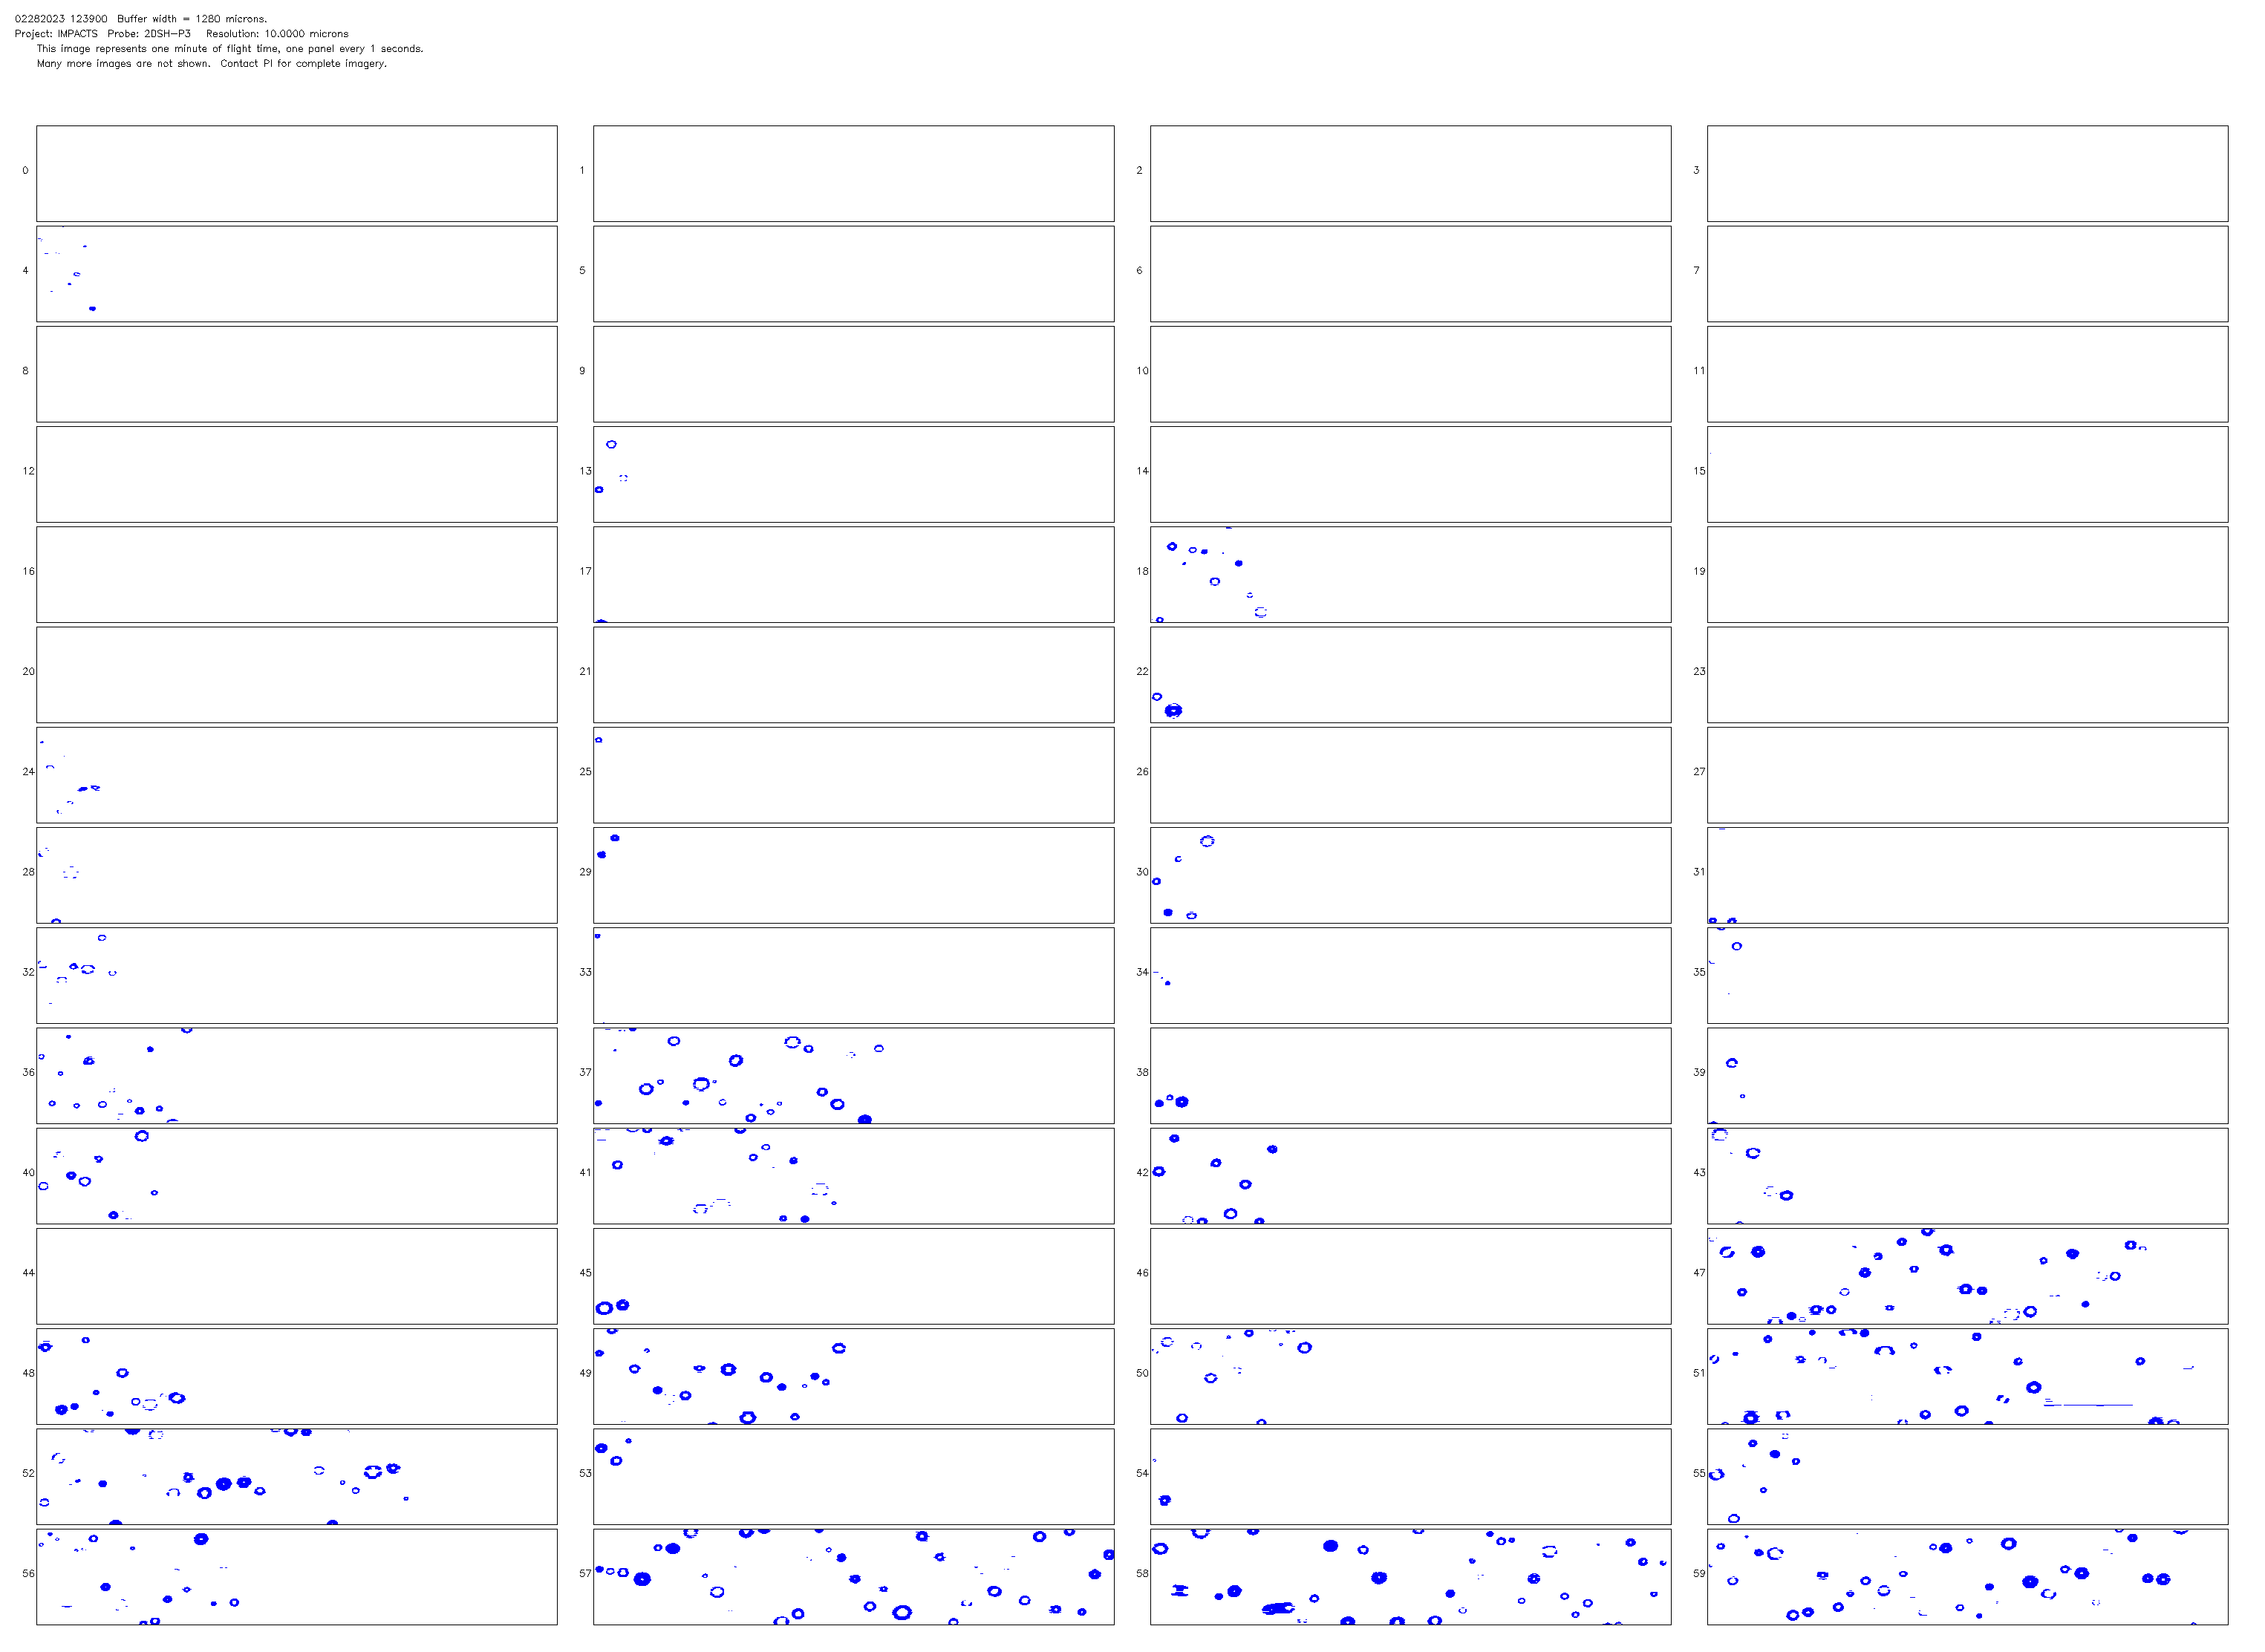 02282023 123900  Buffer width = 1280 microns.
Project: IMPACTS  Probe: 2DSH-P3   Resolution: 10.0000 microns
This image represents one minute of flight time, one panel every 1 seconds.
Many more images are not shown.  Contact PI for complete imagery.
0 1 2 3
4 5 6 7
8 9 10 11
12 13 14 15
16 17 18 19
20 21 22 23
24 25 26 27
28 29 30 31
32 33 34 35
36 37 38 39
40 41 42 43
44 45 46 47
48 49 50 51
52 53 54 55
56 57 58 59